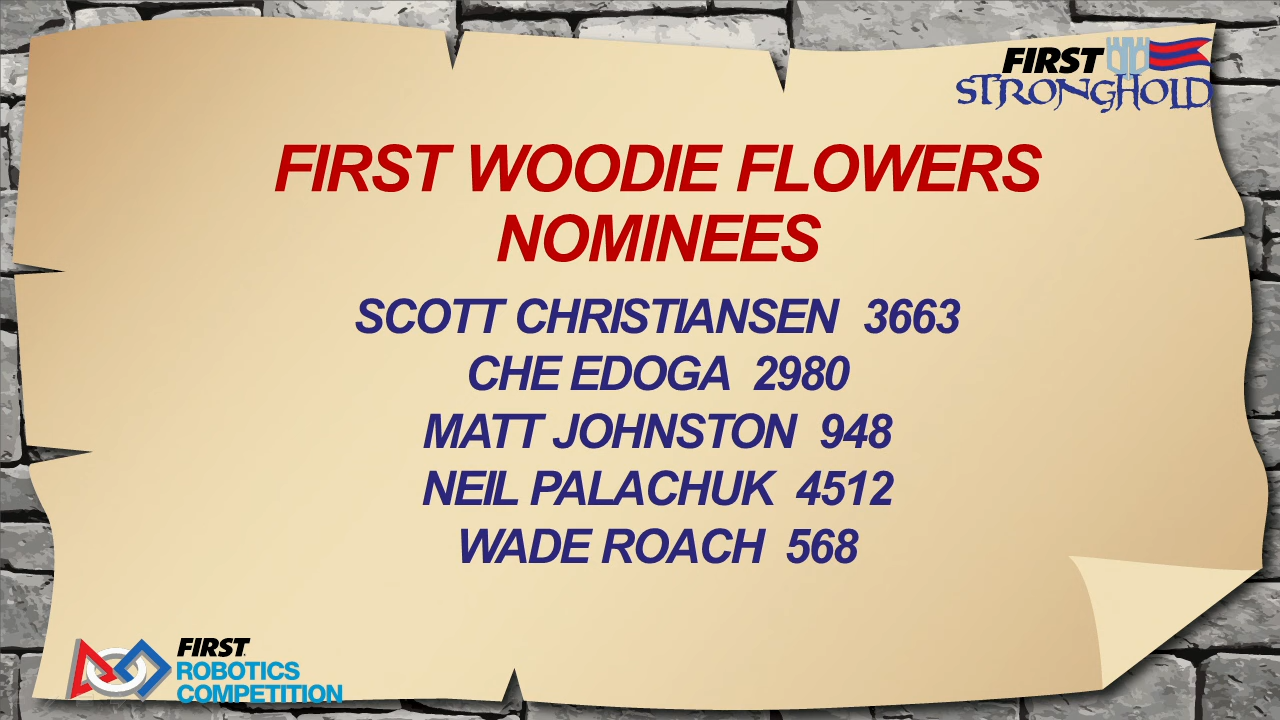 FIRST
STRONGHOLD
FIRST WOODIE FLOWERS
NOMINEES
SCOTT CHRISTIANSEN 3663
CHE EDOGA 2980
MATT JOHNSTON 948
NEIL PALACHUK 4512
WADE ROACH 568
FIRST
ROBOTICS
COMPETITION